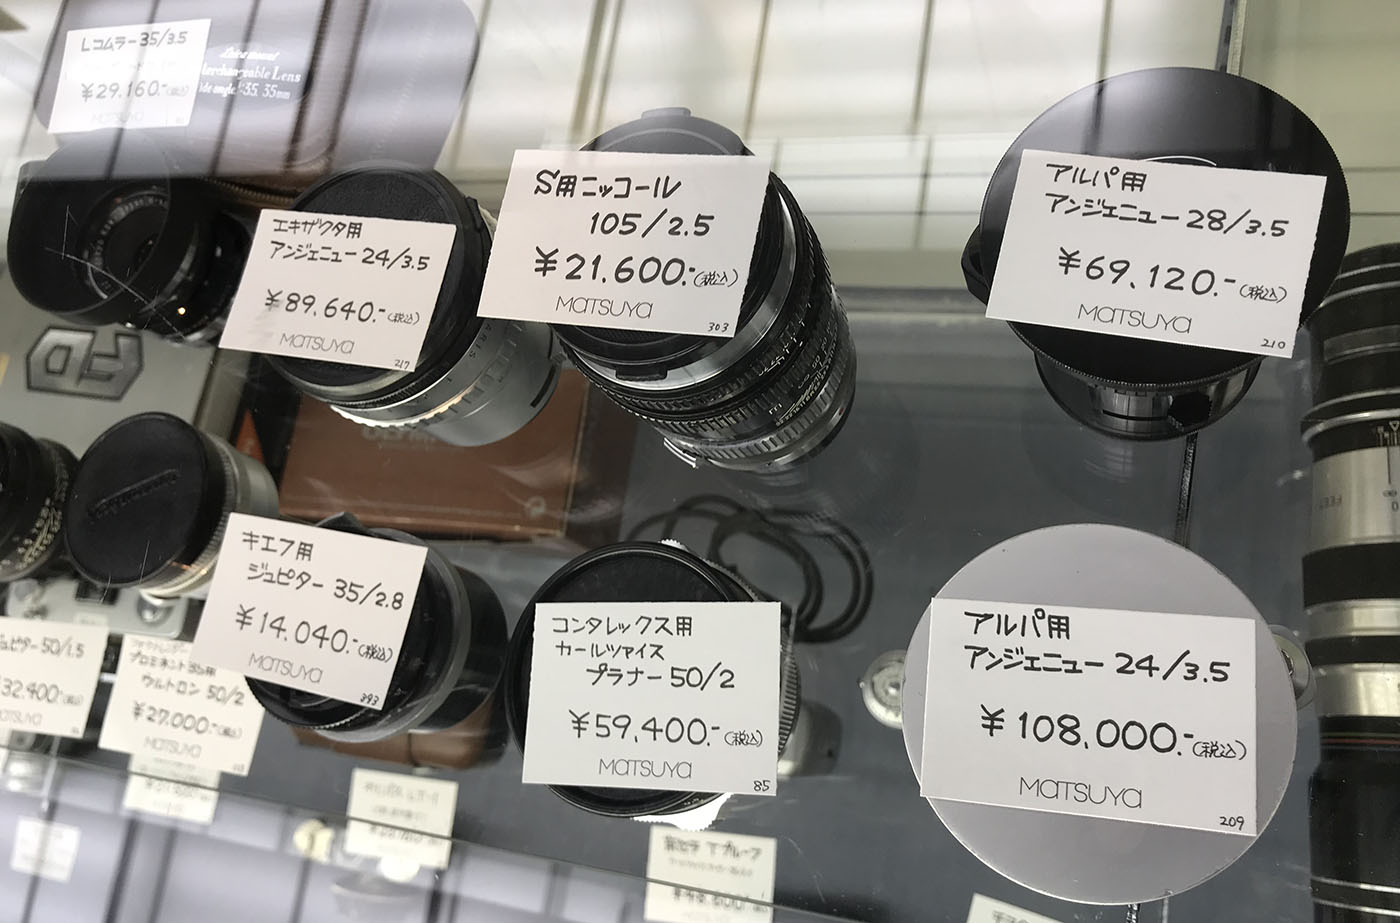 Lコムラー35/3.5
¥29.160-(税込)
MATSUYA
Lens
35mm
エキザクタ用
アンジェニュー24/3.5
¥89.640.-(税込)
MATSUYA
217
S用ニッコール
105/2.5
¥21.600.-(税込)
MATSUYA
303
アルパ用
アンジェニュー28/3.5
¥69.120.-(税込)
MATSUYA
210
キエフ用
ジュピター35/2.8
¥14.040-(税込)
MATSUYA
393
コンタレックス用
カールツァイス
プラナー50/2
¥59.400.-(税込)
MATSUYA
85
アルパ用
アンジェニュー24/3.5
¥108.000.-(税込)
MATSUYA
209
ジュピター50/1.5
32.400-
プロミネント35用
ウルトロン50/2
¥27.000-(税込)
MATSUYA
FEET